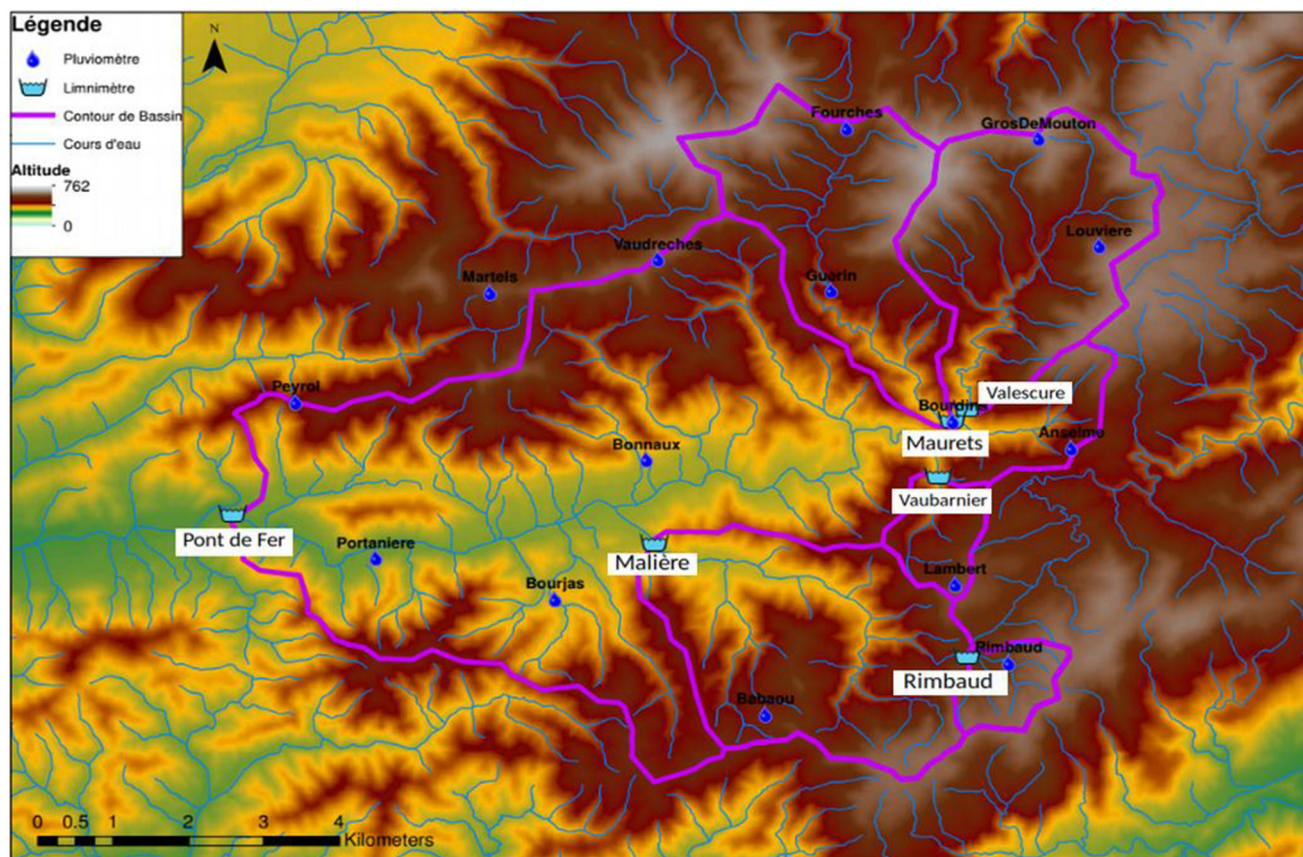 Légende
N
Pluviomètre
Limnimètre
Contour de Bassin
Cours d'eau
Altitude
762
0
Fourches
GrosDeMouton
Louviere
Vaudreches
Martels
Guerin
Peyrol
Valescure
Bourdins
Anselme
Maurets
Bonnaux
Vaubarnier
Pont de Fer
Portaniere
Malière
Bourjas
Lambert
Rimbaud
Rimbaud
Babaou
0 0.5 1 2 3 4
Kilometers